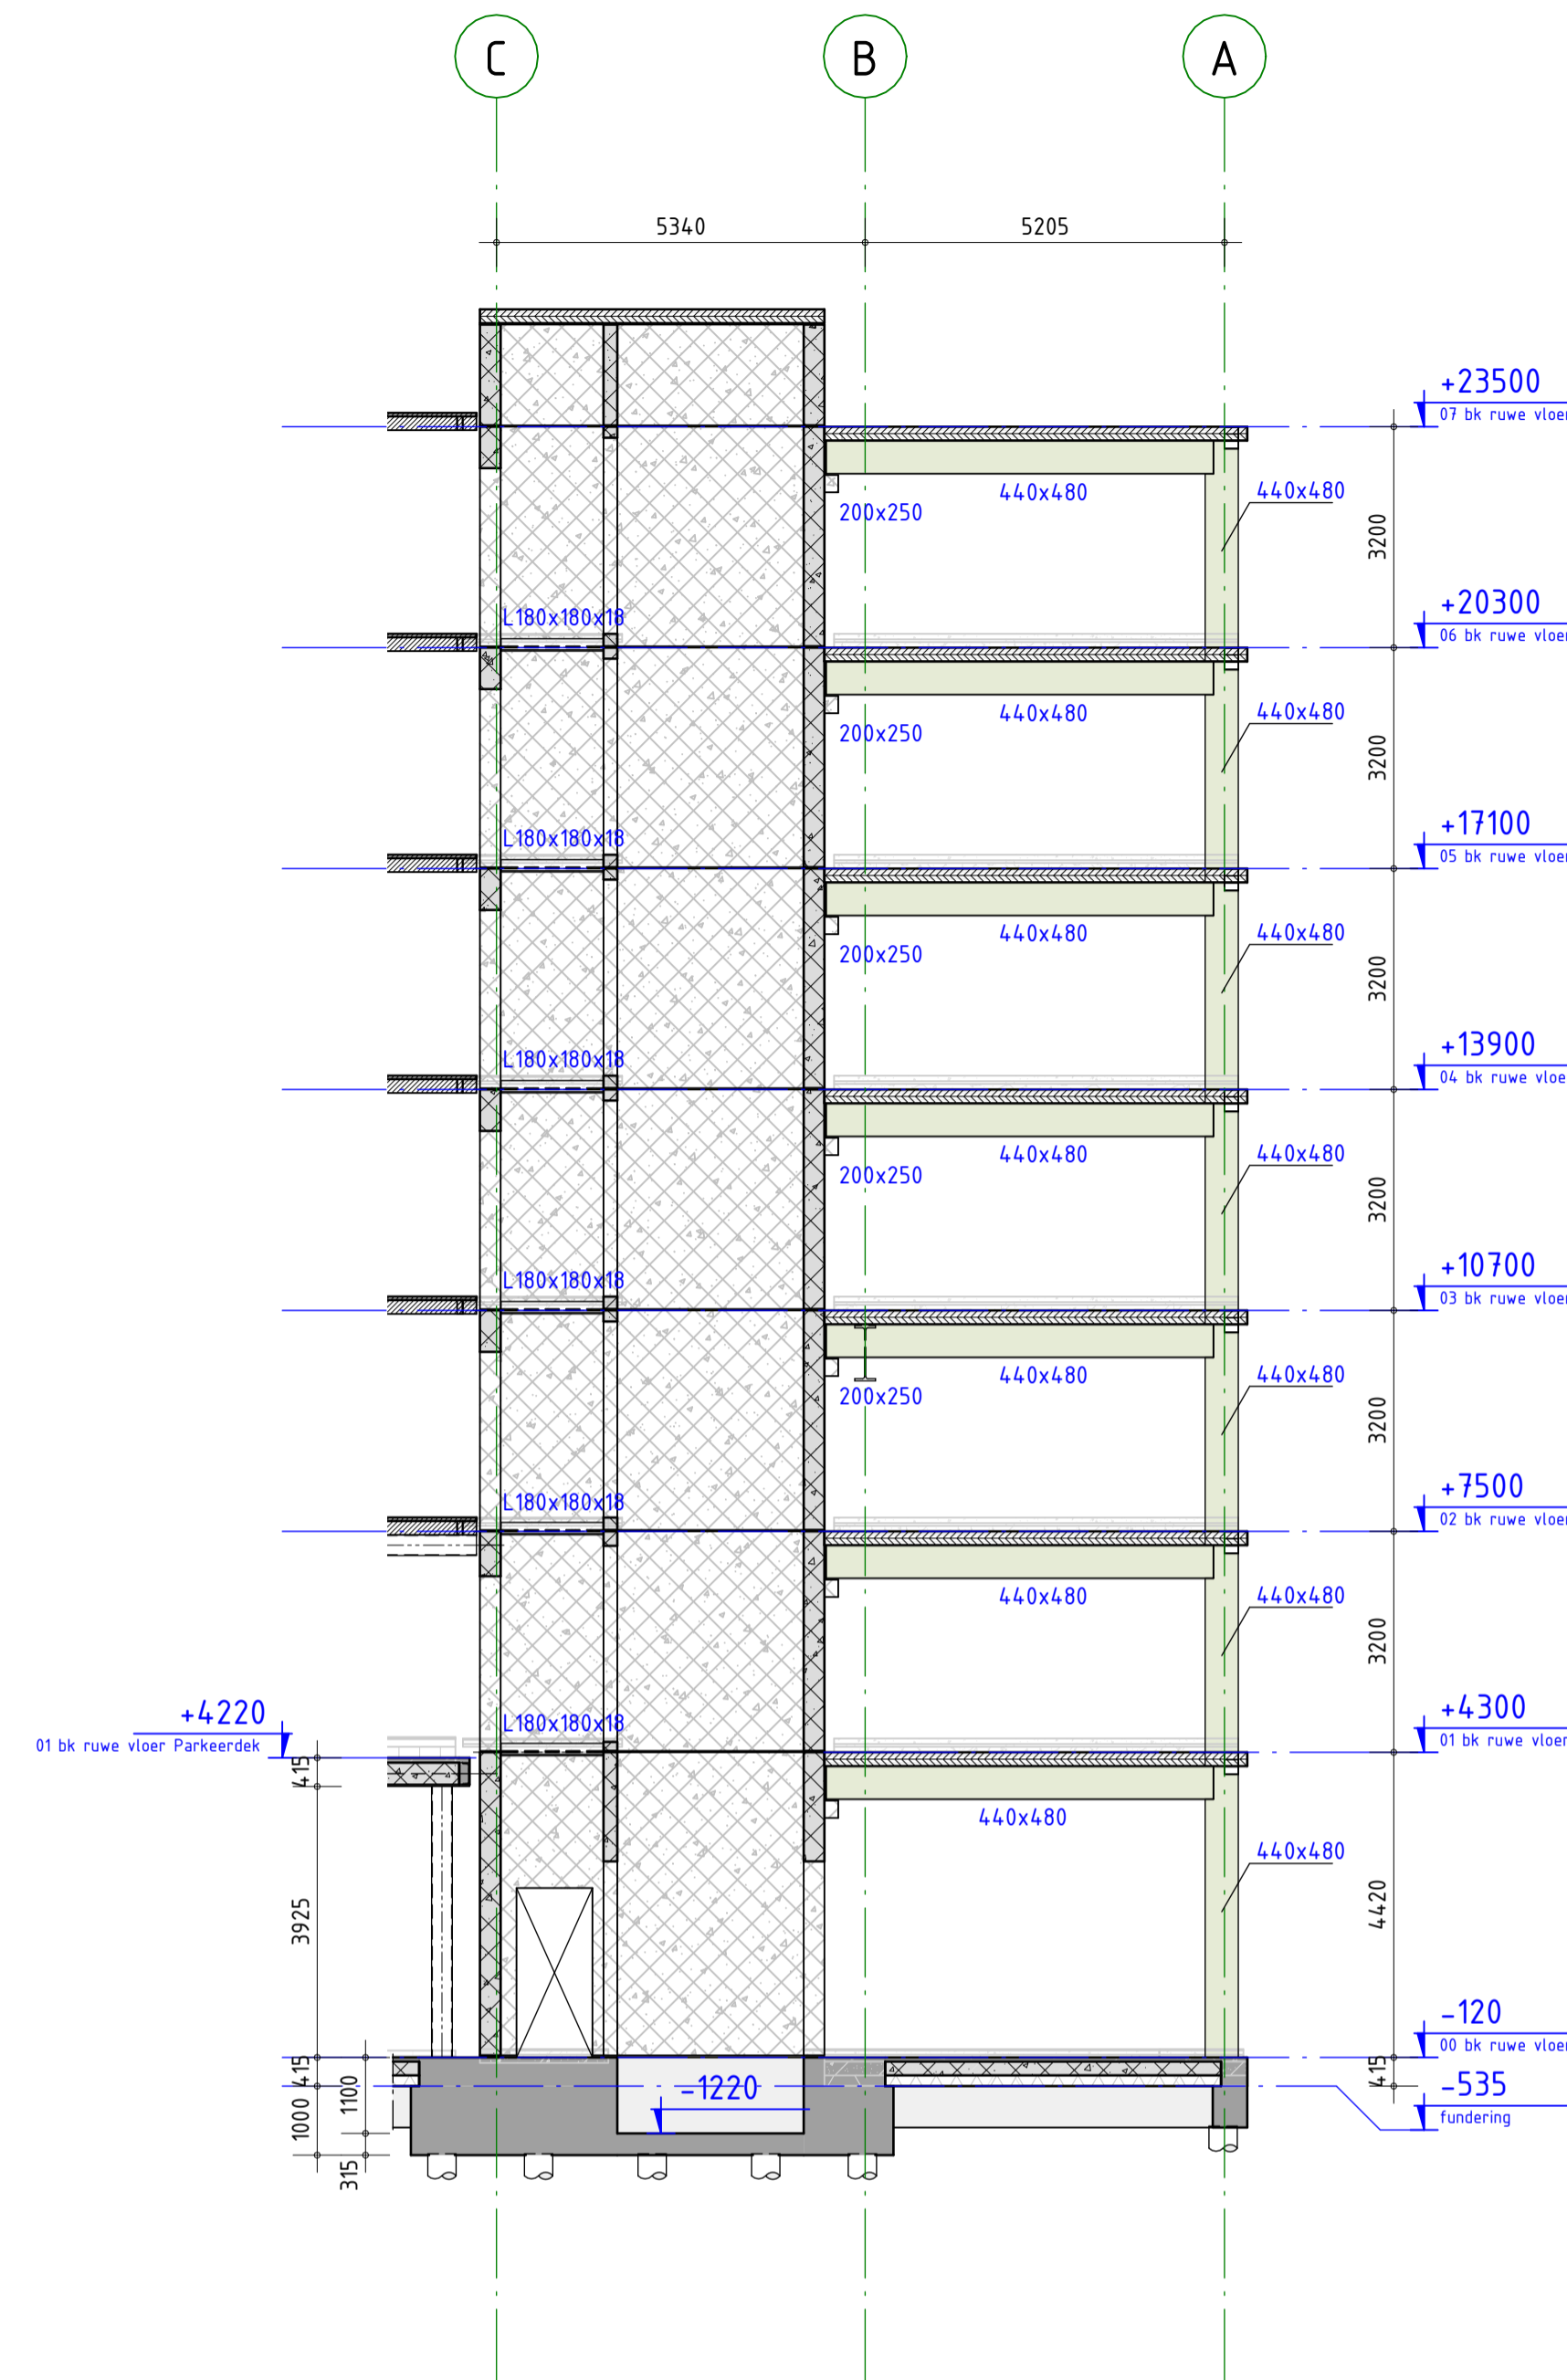 C
B
A
5340
5205
+23500
07 bk ruwe vloer
440x480
440x480
200x250
3200
+20300
06 bk ruwe vloer
L180x180x18
440x480
440x480
200x250
3200
+17100
05 bk ruwe vloer
L180x180x18
440x480
440x480
200x250
3200
+13900
04 bk ruwe vloer
L180x180x18
440x480
440x480
200x250
3200
+10700
03 bk ruwe vloer
L180x180x18
440x480
440x480
200x250
3200
+7500
02 bk ruwe vloer
L180x180x18
440x480
440x480
3200
+4300
01 bk ruwe vloer
+4220
01 bk ruwe vloer Parkeerdek
L180x180x18
415
440x480
440x480
3925
4420
-120
00 bk ruwe vloer
415
1100
-1220
415
-535
fundering
1000
315